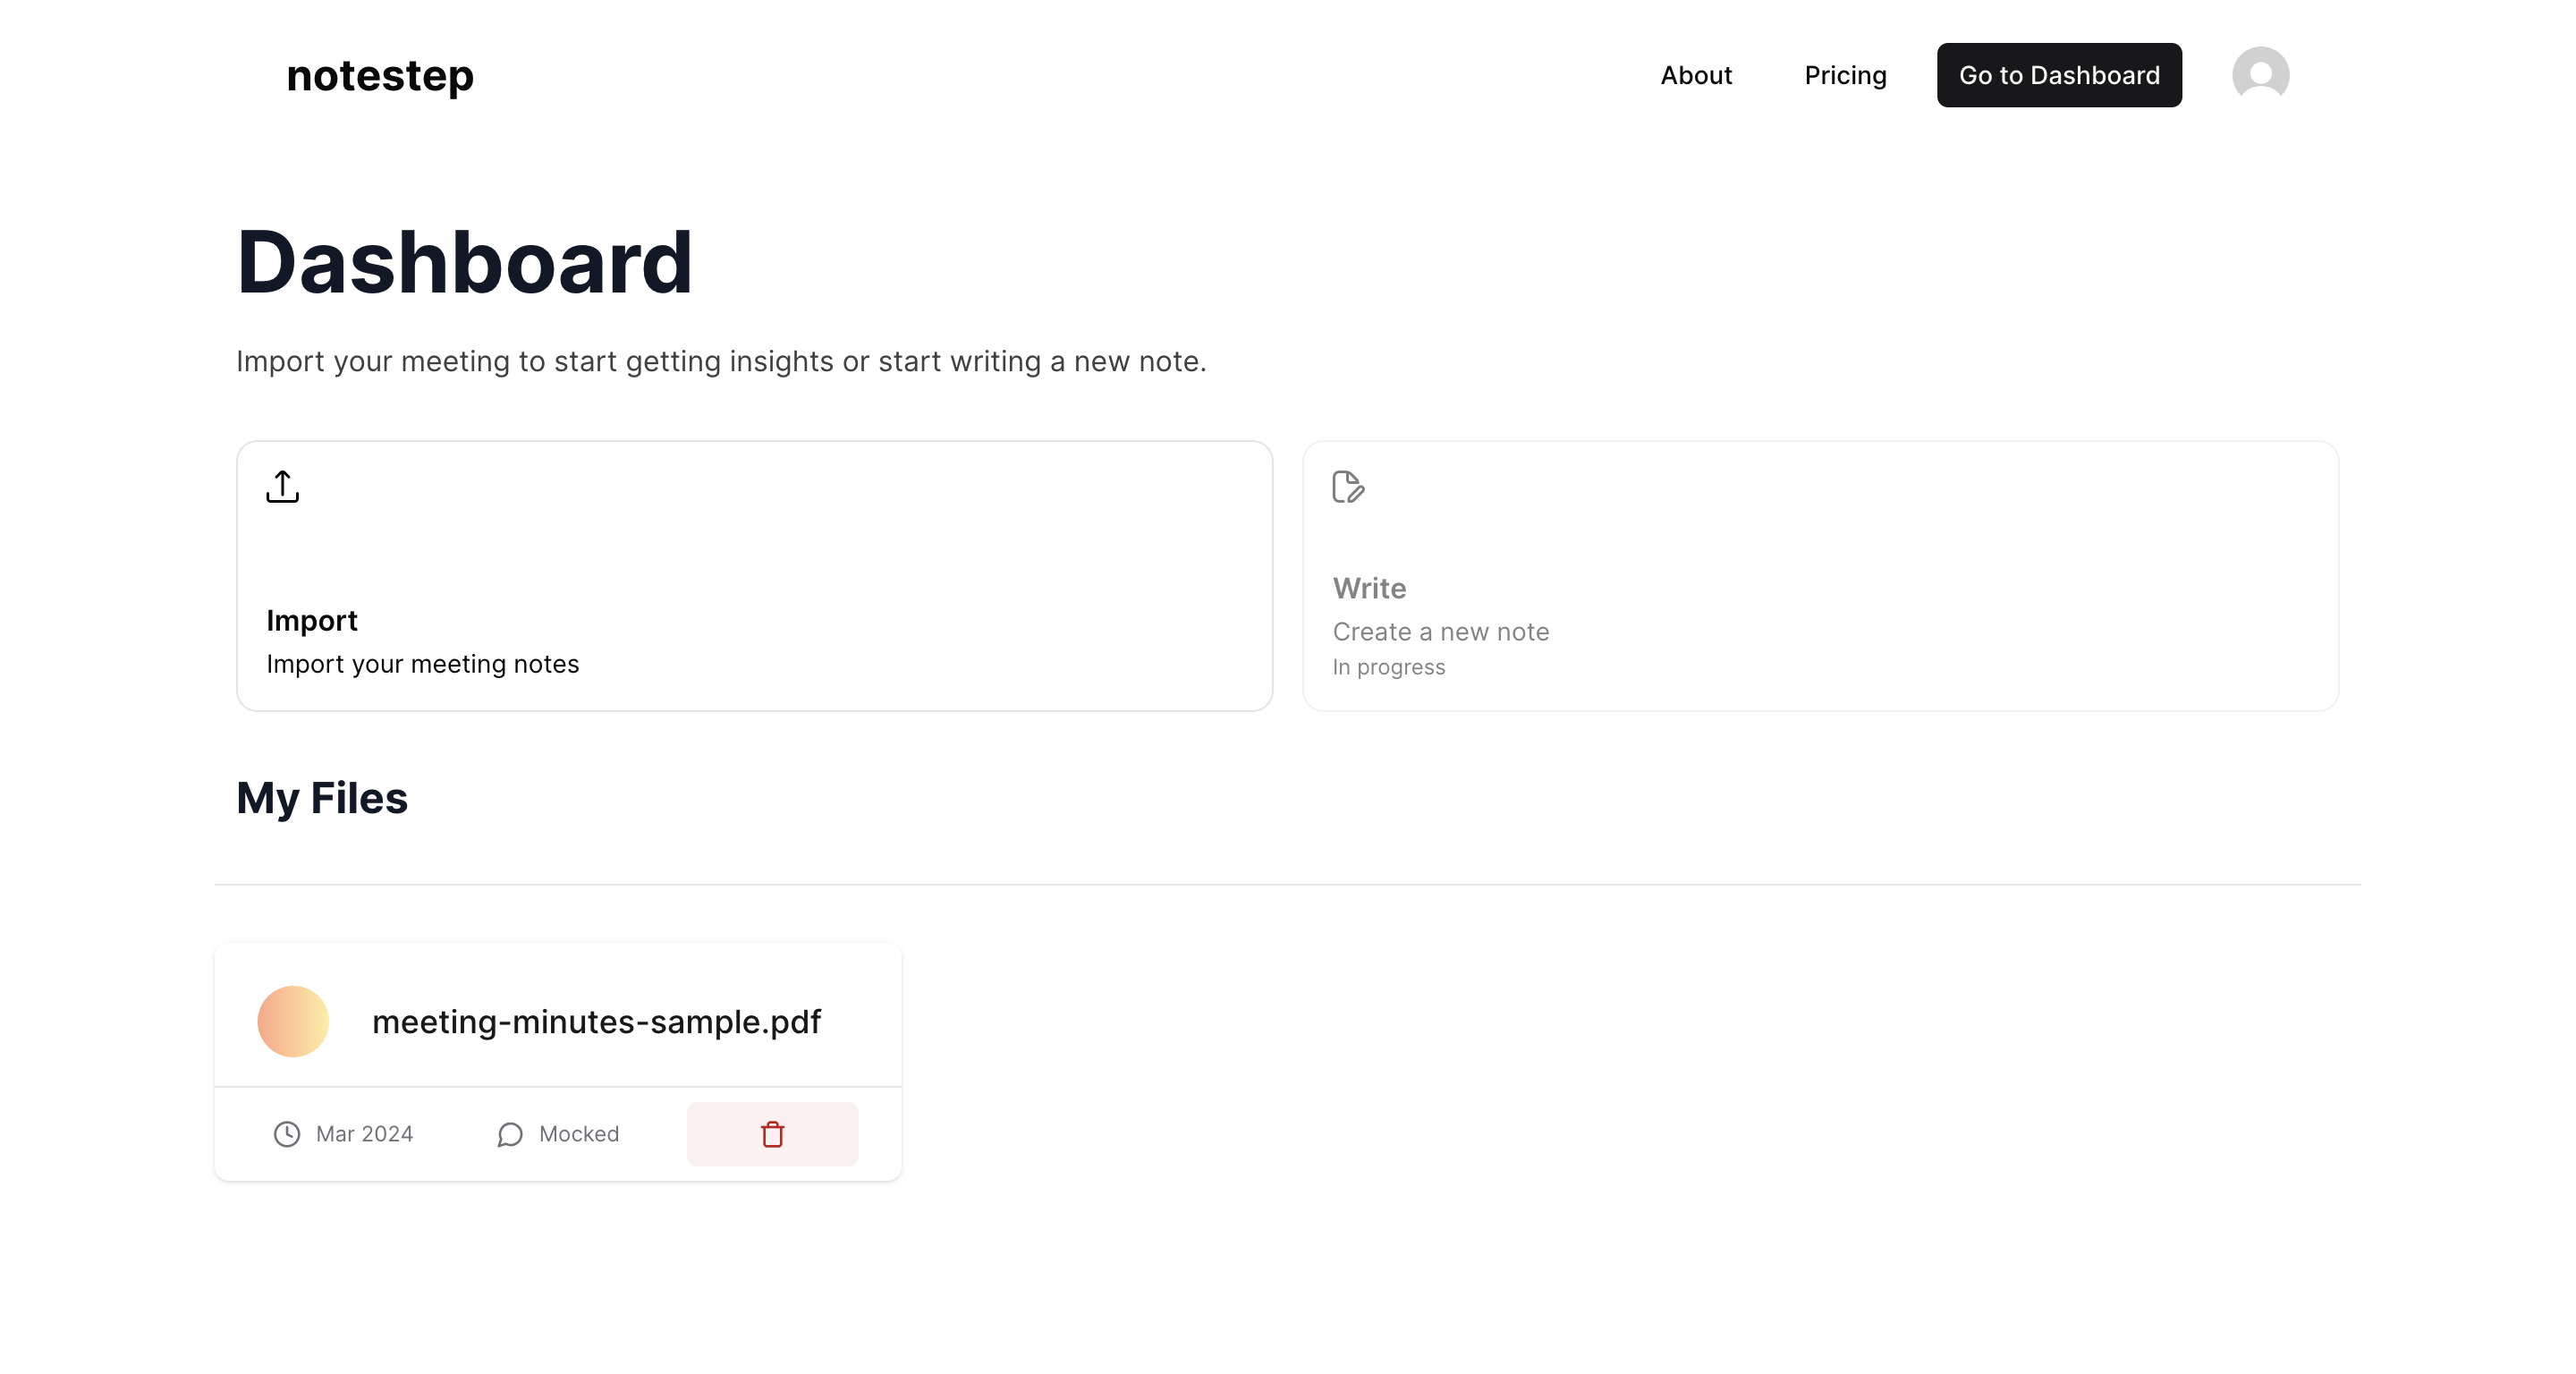 notestep
About
Pricing
Go to Dashboard
Dashboard
Import your meeting to start getting insights or start writing a new note.
Import
Import your meeting notes
Write
Create a new note
In progress
My Files
meeting-minutes-sample.pdf
Mar 2024
Mocked